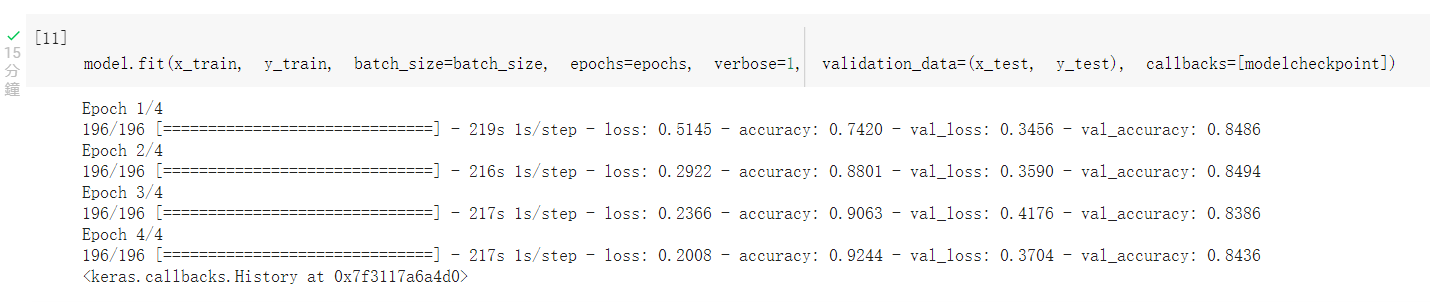 [11]
15
分
鐘
model.fit(x_train, y_train, batch_size=batch_size, epochs=epochs, verbose=1, validation_data=(x_test, y_test), callbacks=[modelcheckpoint])
Epoch 1/4
196/196 [==============================] - 219s 1s/step - loss: 0.5145 - accuracy: 0.7420 - val_loss: 0.3456 - val_accuracy: 0.8486
Epoch 2/4
196/196 [==============================] - 216s 1s/step - loss: 0.2922 - accuracy: 0.8801 - val_loss: 0.3590 - val_accuracy: 0.8494
Epoch 3/4
196/196 [==============================] - 217s 1s/step - loss: 0.2366 - accuracy: 0.9063 - val_loss: 0.4176 - val_accuracy: 0.8386
Epoch 4/4
196/196 [==============================] - 217s 1s/step - loss: 0.2008 - accuracy: 0.9244 - val_loss: 0.3704 - val_accuracy: 0.8436
<keras.callbacks.History at 0x7f3117a6a4d0>